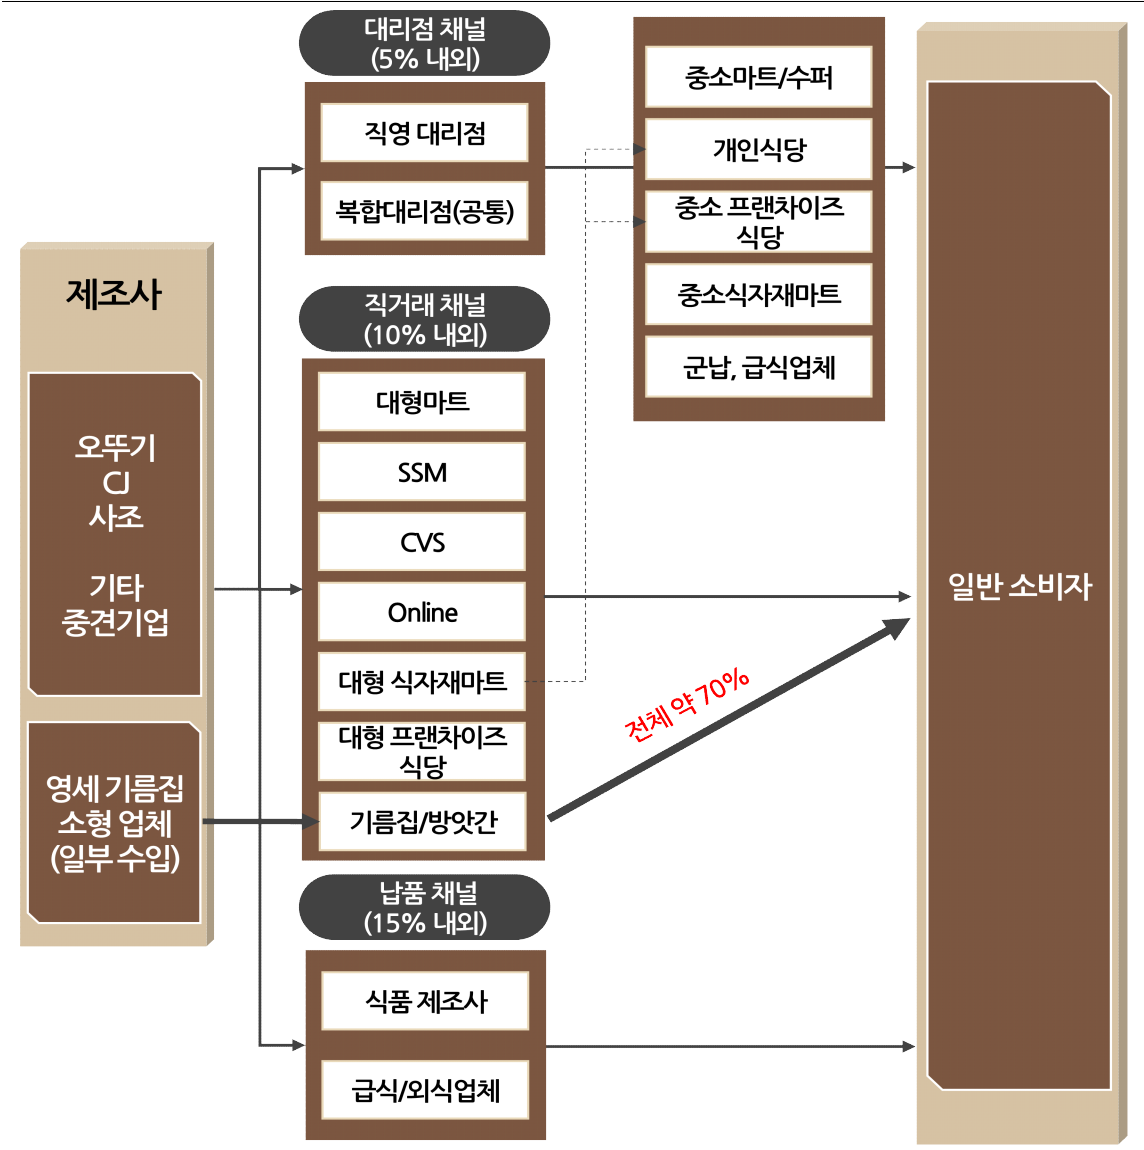 제조사
오뚜기
CJ
사조
기타
중견기업
영세 기름집
소형 업체
(일부 수입)
대리점 채널
(5% 내외)
직영 대리점
복합대리점(공통)
직거래 채널
(10% 내외)
대형마트
SSM
CVS
Online
대형 식자재마트
대형 프랜차이즈
식당
기름집/방앗간
납품 채널
(15% 내외)
식품 제조사
급식/외식업체
중소마트/수퍼
개인식당
중소 프랜차이즈
식당
중소식자재마트
군납, 급식업체
전체 약 70%
일반 소비자